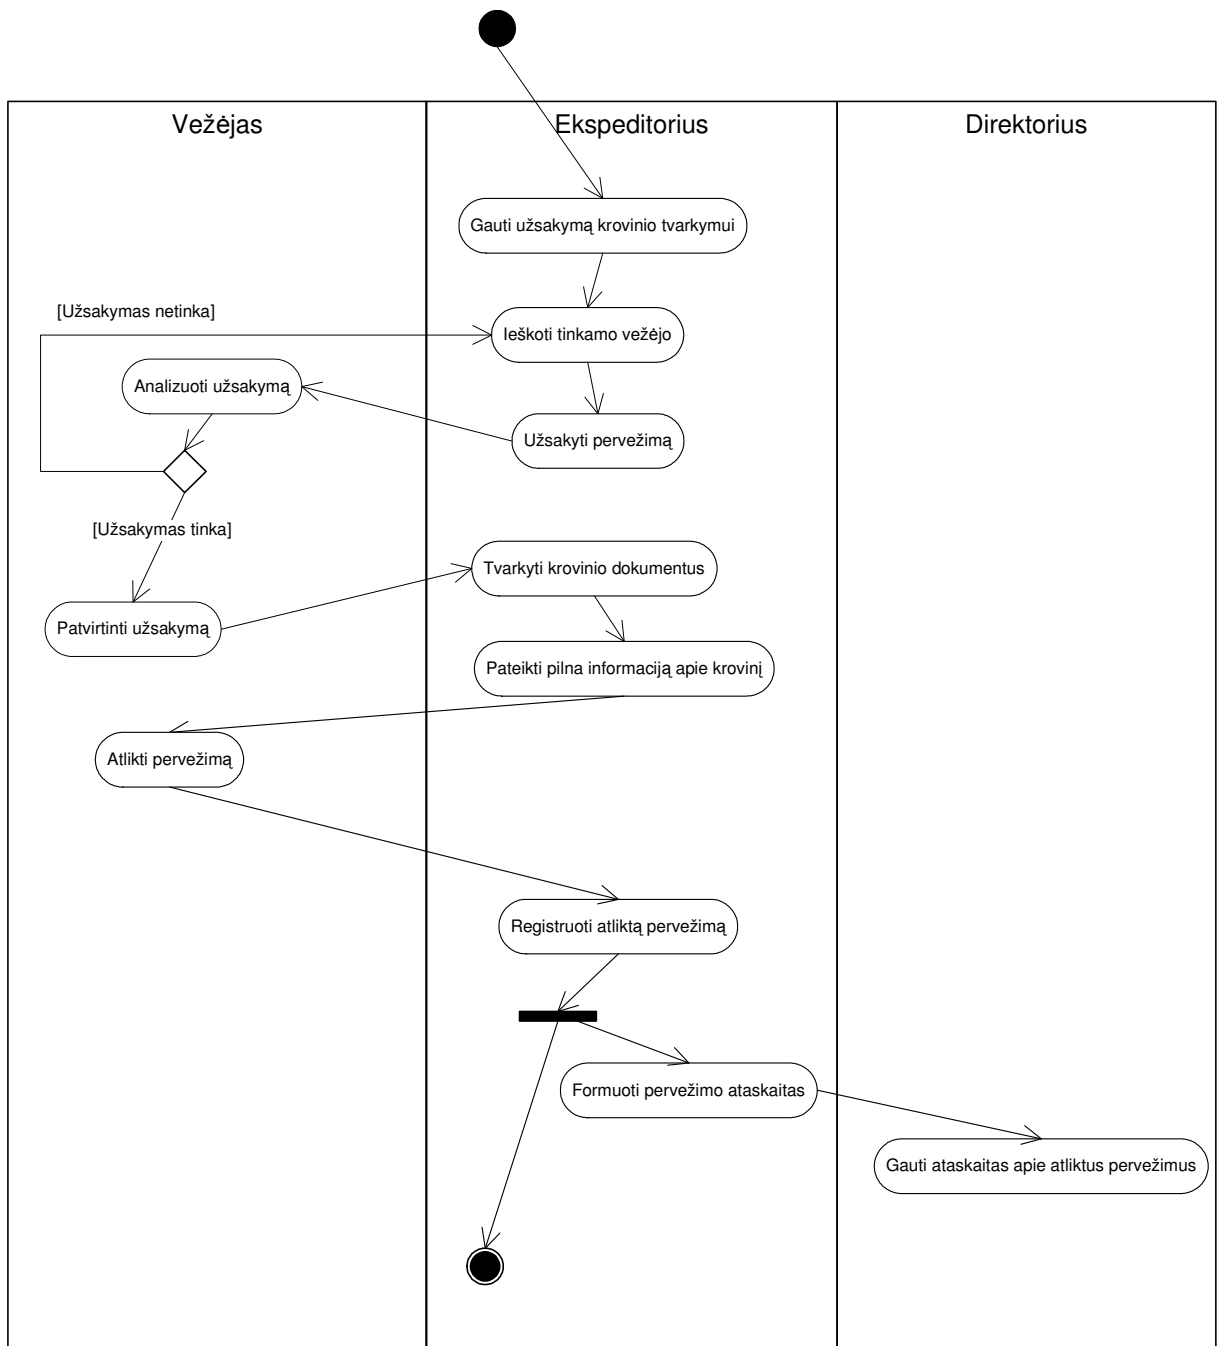 Vežėjas
Ekspeditorius
Direktorius
Gauti užsakymą krovinio tvarkymui
[Užsakymas netinka]
Ieškoti tinkamo vežėjo
Analizuoti užsakymą
Užsakyti pervežimą
[Užsakymas tinka]
Tvarkyti krovinio dokumentus
Patvirtinti užsakymą
Pateikti pilna informaciją apie krovinį
Atlikti pervežimą
Registruoti atliktą pervežimą
Formuoti pervežimo ataskaitas
Gauti ataskaitas apie atliktus pervežimus